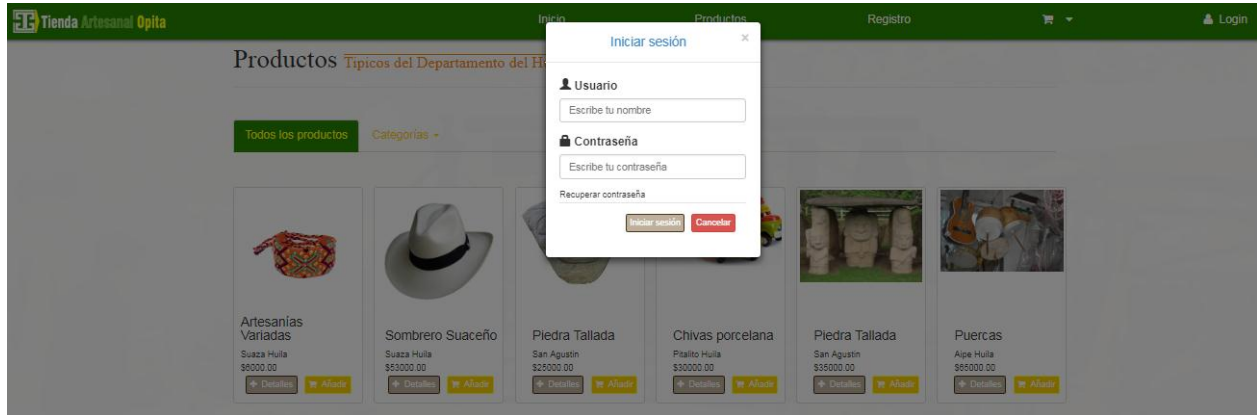 Tienda Artesanal Opita
Inicio
Productos
Registro
Login
Productos Tipicos del Departamento del H
Iniciar sesión
×
Usuario
Escribe tu nombre
Contraseña
Escribe tu contraseña
Recuperar contraseña
Iniciar sesión
Cancelar
Todos los productos
Categorías
Artesanías
Variadas
Suaza Huila
$6000.00
+ Detalles
Añadir
Sombrero Suaceño
Suaza Huila
$53000.00
+ Detalles
Añadir
Piedra Tallada
San Agustin
$25000.00
+ Detalles
Añadir
Chivas porcelana
Pitalito Huila
$30000.00
+ Detalles
Añadir
Piedra Tallada
San Agustin
$35000.00
+ Detalles
Añadir
Puercas
Aipe Huila
$65000.00
+ Detalles
Añadir